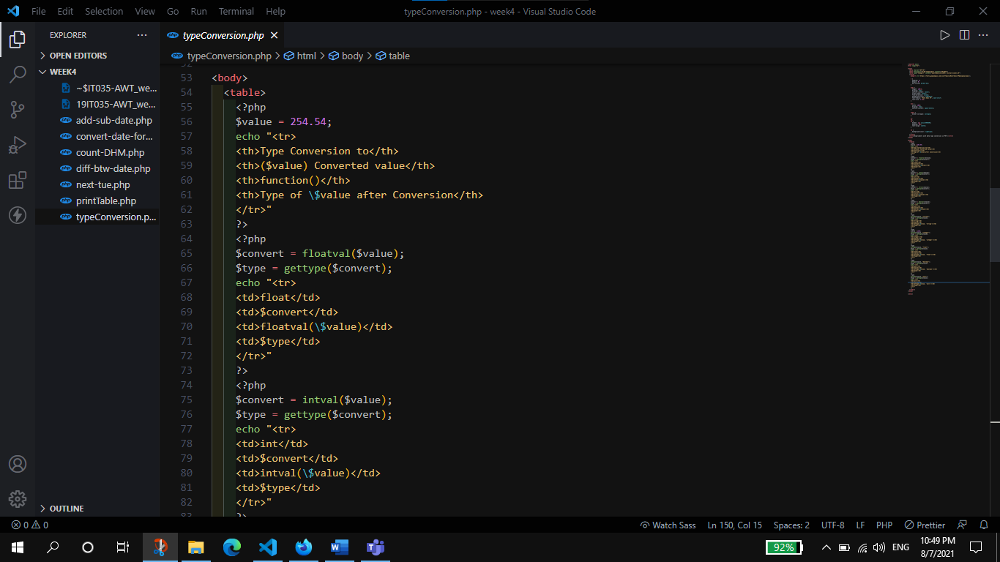 File Edit Selection View Go Run Terminal Help typeConversion.php - week4 - Visual Studio Code
EXPLORER
OPEN EDITORS
WEEK4
~$IT035-AWT_we...
19IT035-AWT_we...
add-sub-date.php
convert-date-for...
count-DHM.php
diff-btw-date.php
next-tue.php
printTable.php
typeConversion.p...
OUTLINE
php typeConversion.php
php typeConversion.php > html > body > table
52
53 <body>
54 <table>
55 <?php
56 $value = 254.54;
57 echo "<tr>
58 <th>Type Conversion to</th>
59 <th>($value) Converted value</th>
60 <th>function()</th>
61 <th>Type of \$value after Conversion</th>
62 </tr>"
63 ?>
64 <?php
65 $convert = floatval($value);
66 $type = gettype($convert);
67 echo "<tr>
68 <td>float</td>
69 <td>$convert</td>
70 <td>floatval(\$value)</td>
71 <td>$type</td>
72 </tr>"
73 ?>
74 <?php
75 $convert = intval($value);
76 $type = gettype($convert);
77 echo "<tr>
78 <td>int</td>
79 <td>$convert</td>
80 <td>intval(\$value)</td>
81 <td>$type</td>
82 </tr>"
83 ?>
0 0 Watch Sass Ln 150, Col 15 Spaces: 2 UTF-8 LF PHP Prettier
92% ENG 10:49 PM
8/7/2021